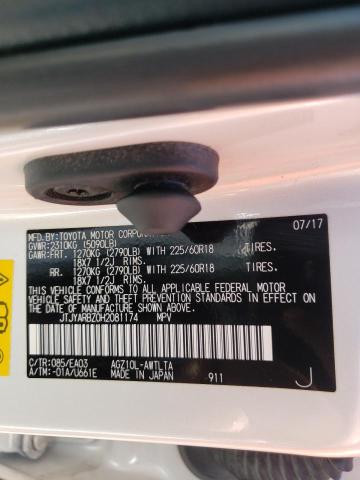 MFD.BY:TOYOTA MOTOR CORPORAT 07/17
GVWR:2310KG (5090LB)
GAWR:FRT. 1270KG (2790LB) WITH 225/60R18 TIRES.
18X7 1/2J RIMS.
RR. 1270KG (2790LB) WITH 225/60R18 TIRES.
18X7 1/2J RIMS.
THIS VEHICLE CONFORMS TO ALL APPLICABLE FEDERAL MOTOR
VEHICLE SAFETY AND BUMPER STANDARDS IN EFFECT ON
THE DATE OF MANUFACTURE SHOWN ABOVE.
JTJYARBZ0H2081174 MPV
C/TR:085/EA03 AGZ10L-AWTLTA
A/TM:-01A/U661E MADE IN JAPAN 911 J